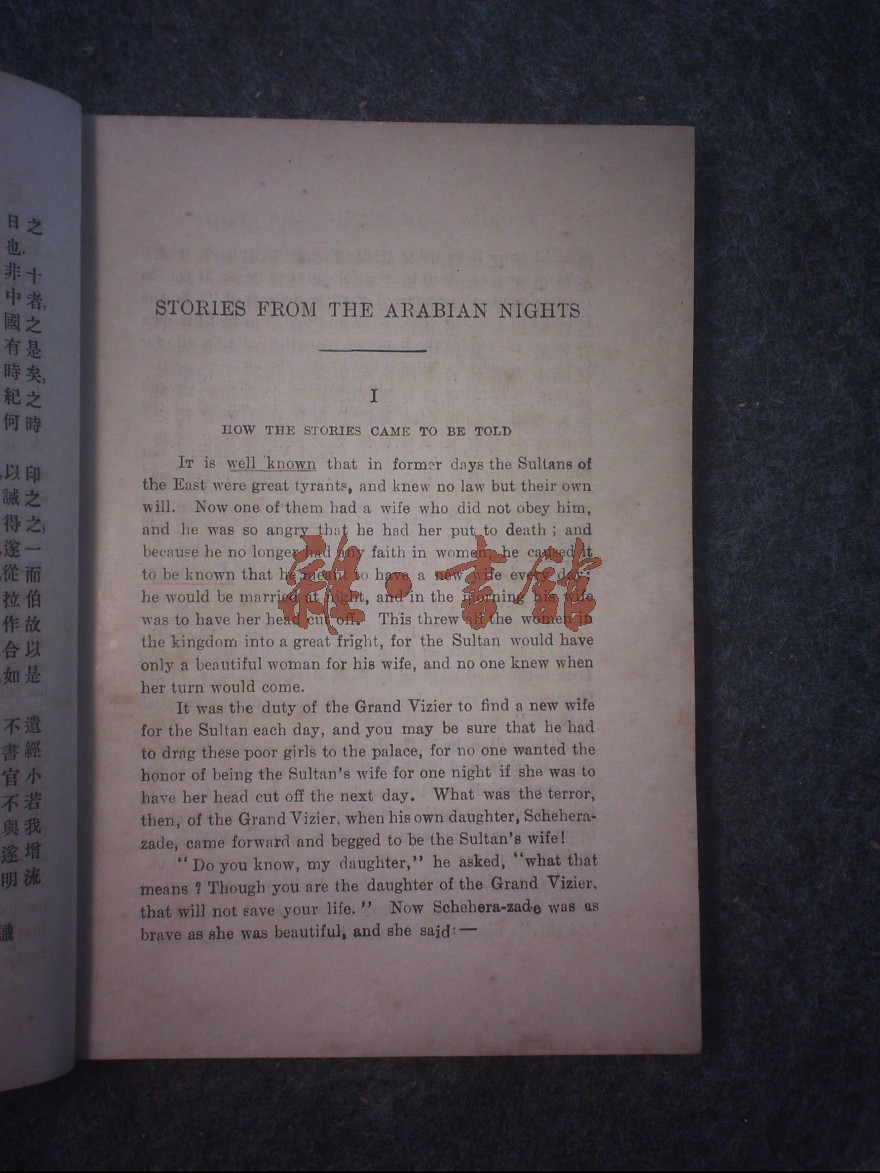 STORIES FROM THE ARABIAN NIGHTS
I
HOW THE STORIES CAME TO BE TOLD
IT is well known that in former days the Sultans of
the East were great tyrants, and knew no law but their own
will. Now one of them had a wife who did not obey him,
and he was so angry that he had her put to death ; and
because he no longer had any faith in women, he caused it
to be known that he meant to have a new wife every day;
he would be married at night, and in the morning his wife
was to have her head cut off. This threw all the women in
the kingdom into a great fright, for the Sultan would have
only a beautiful woman for his wife, and no one knew when
her turn would come.
It was the duty of the Grand Vizier to find a new wife
for the Sultan each day, and you may be sure that he had
to drag these poor girls to the palace, for no one wanted the
honor of being the Sultan's wife for one night if she was to
have her head cut off the next day. What was the terror,
then, of the Grand Vizier, when his own daughter, Schehera-
zade, came forward and begged to be the Sultan's wife!
"Do you know, my daughter," he asked, "what that
means ? Though you are the daughter of the Grand Vizier,
that will not save your life." Now Schehera-zade was as
brave as she was beautiful, and she said:—
雜·書館
之 十者,之是矣,之時 印之之,一而伯故以是 遺經小若我增流
日也.非中國有時紀何 以誠得遂從拉作合如 不書官不與遂明
識